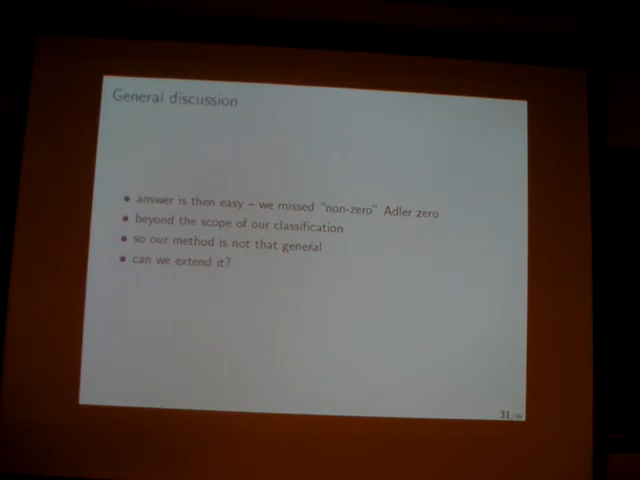 General discussion
answer is then easy – we missed "non-zero" Adler zero
beyond the scope of our classification
so our method is not that general
can we extend it?
31